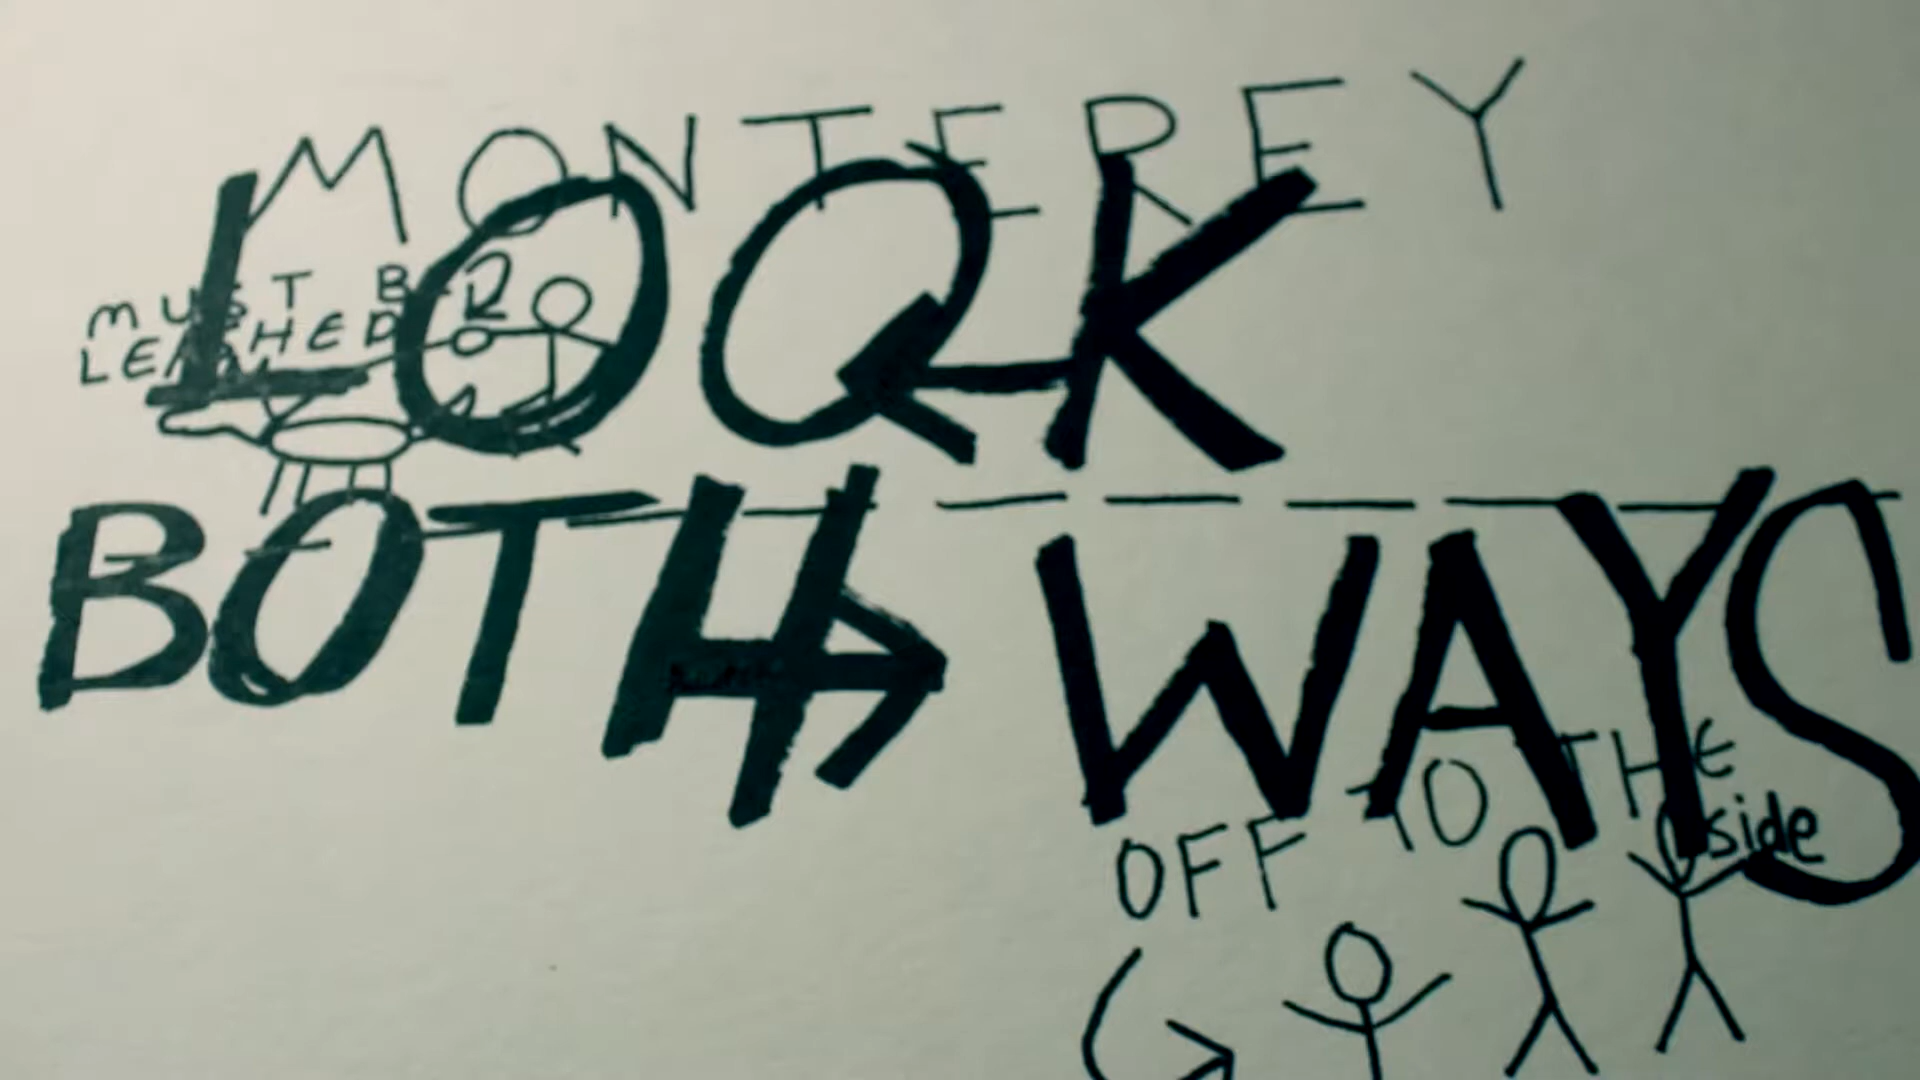 MONTEREY
MUST BE
LEASHED
LOOK
BOTH WAYS
OFF TO THE
side